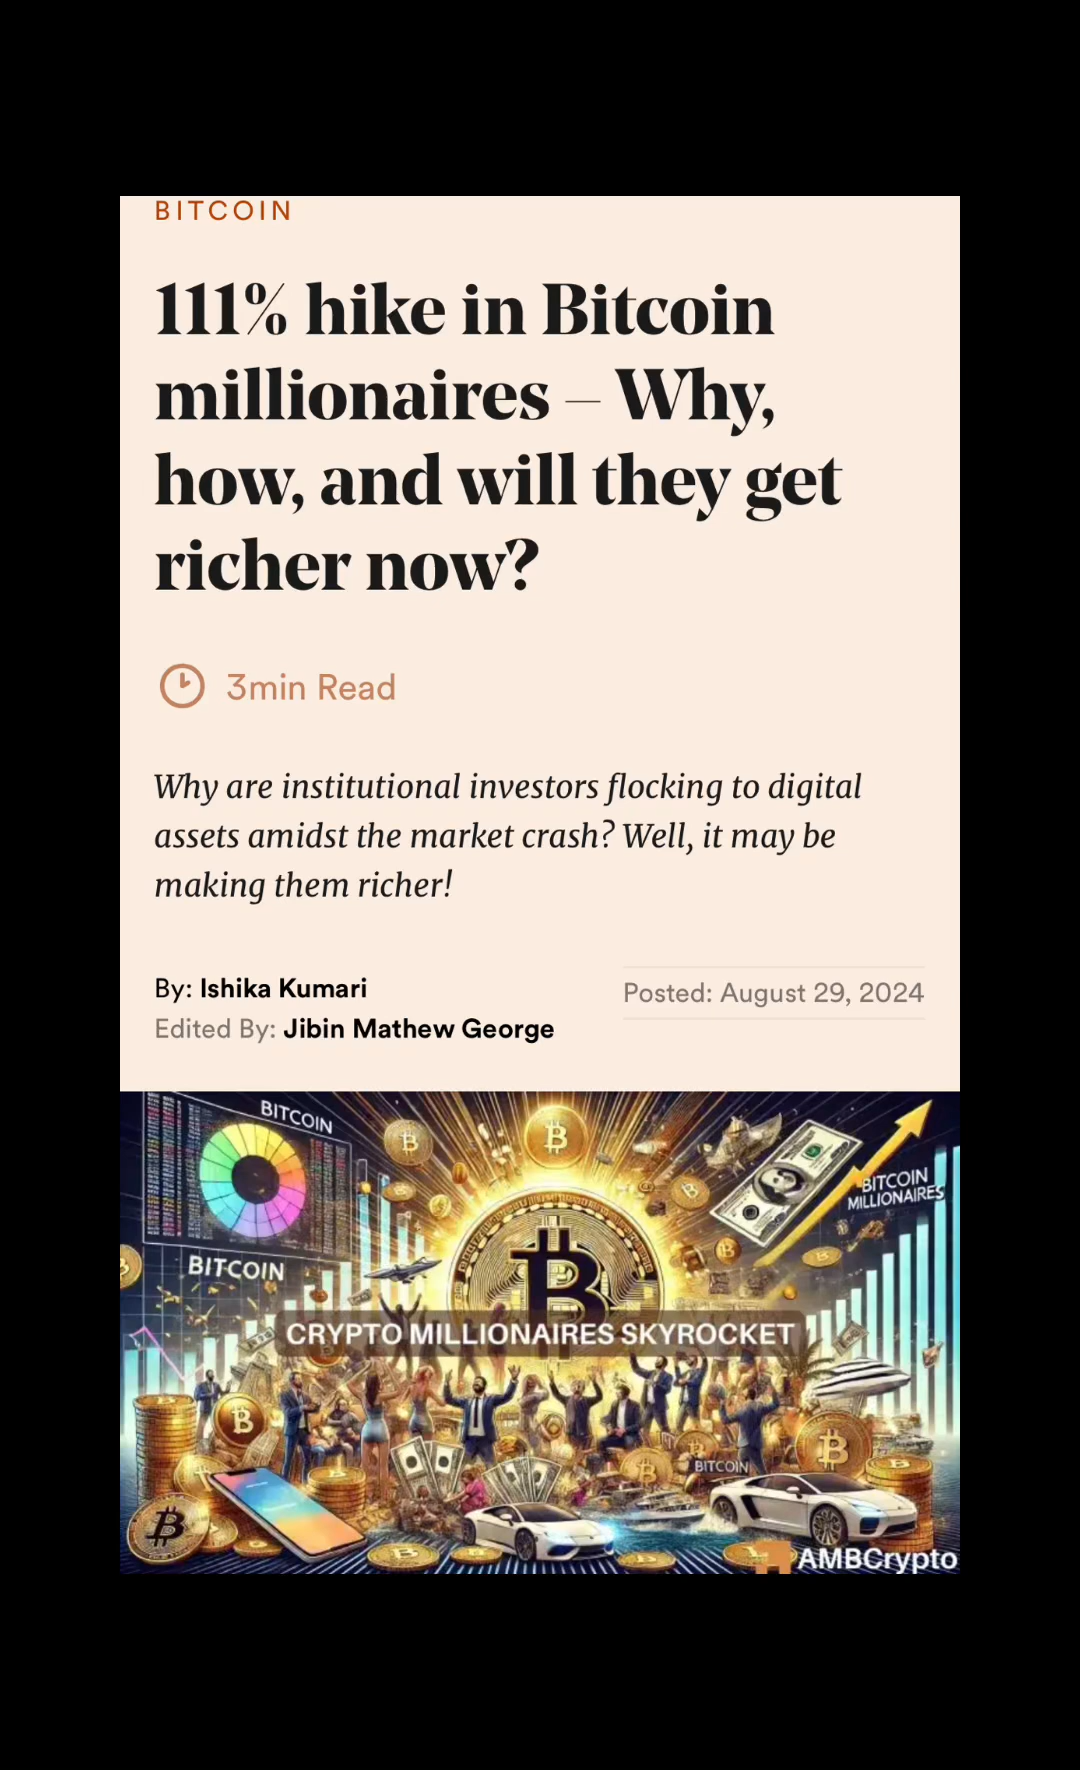 BITCOIN
111% hike in Bitcoin
millionaires – Why,
how, and will they get
richer now?
3min Read
Why are institutional investors flocking to digital
assets amidst the market crash? Well, it may be
making them richer!
By: Ishika Kumari
Posted: August 29, 2024
Edited By: Jibin Mathew George
BITCOIN
BITCOIN
MILLIONAIRES
BITCOIN
CRYPTO MILLIONAIRES SKYROCKET
BITCOIN
AMBCrypto